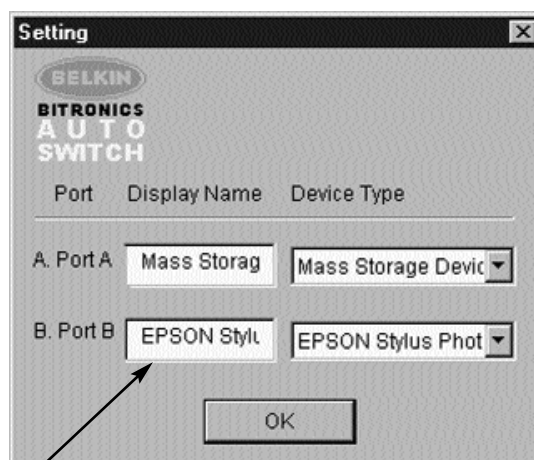 Setting
BELKIN
BITRONICS
AUTO
SWITCH
Port Display Name Device Type
A. Port A Mass Storag Mass Storage Devic
B. Port B EPSON Stylu EPSON Stylus Phot
OK